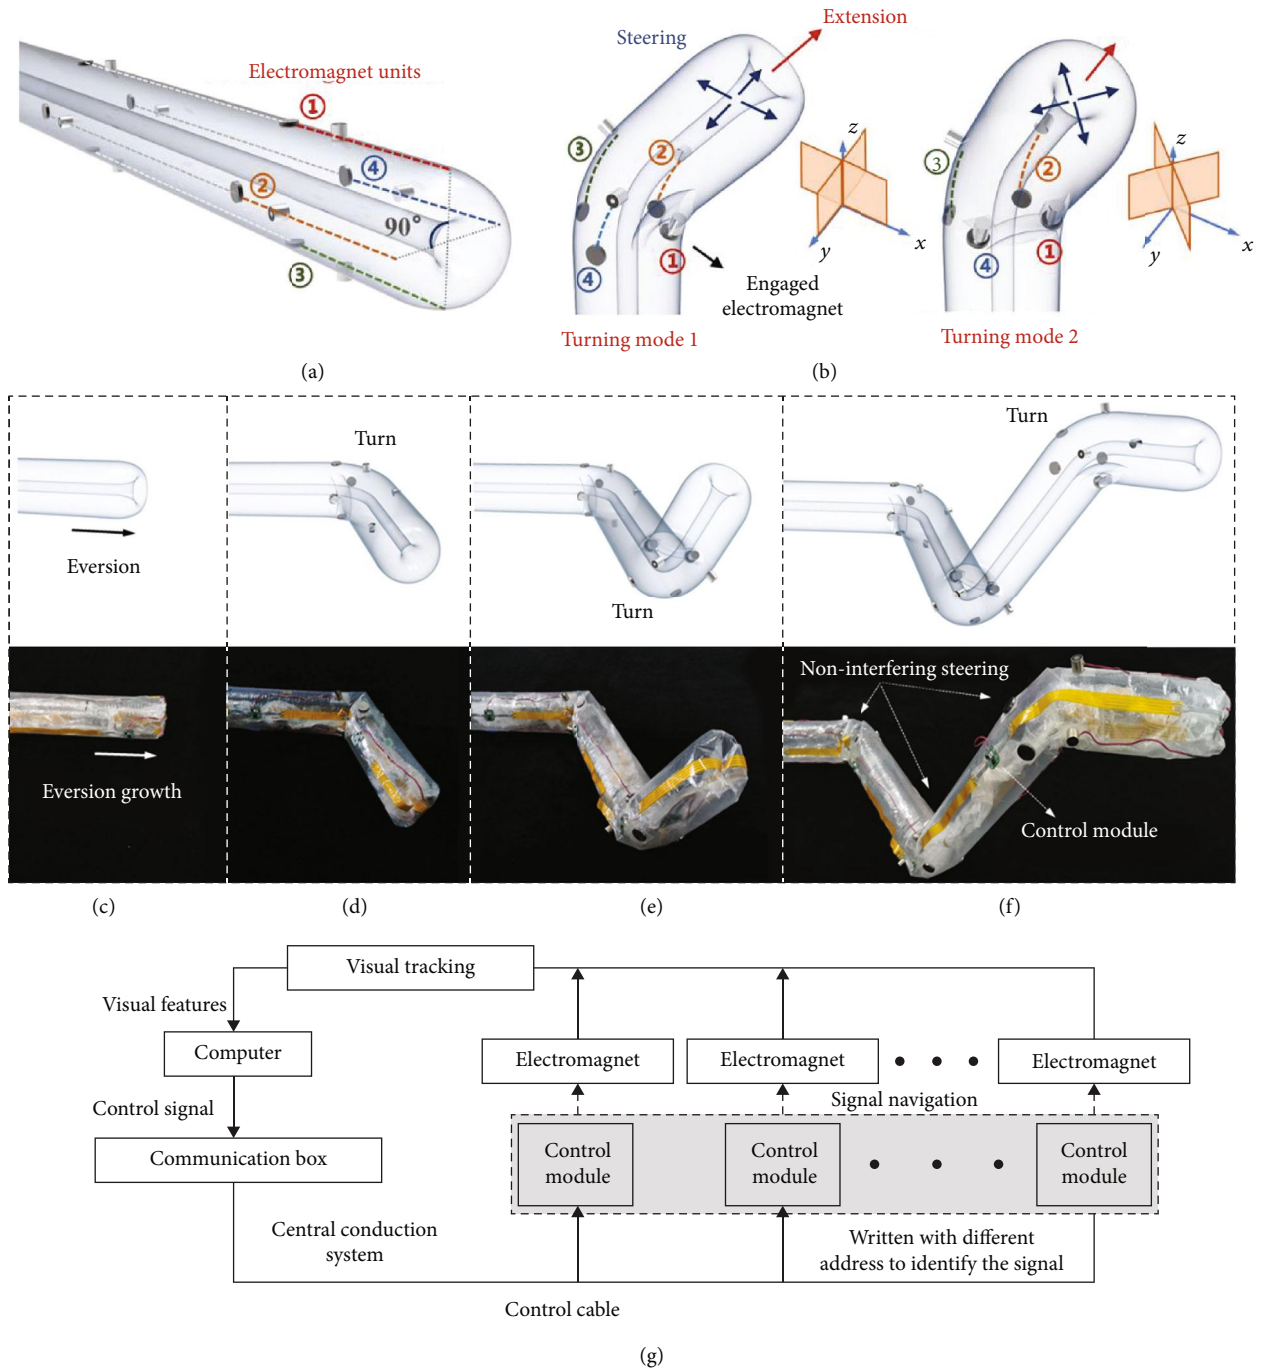 Electromagnet units
①
④
②
90°
③
(a)
Steering
Extension
③
②
④
①
Engaged
electromagnet
z
x
y
Turning mode 1
③
②
④
①
z
x
y
Turning mode 2
(b)
Eversion
Turn
Turn
Turn
Eversion growth
Non-interfering steering
Control module
(c)
(d)
(e)
(f)
Visual tracking
Visual features
Computer
Control signal
Communication box
Central conduction
system
Control cable
Electromagnet
Electromagnet
Electromagnet
Signal navigation
Control
module
Control
module
Control
module
Written with different
address to identify the signal
(g)